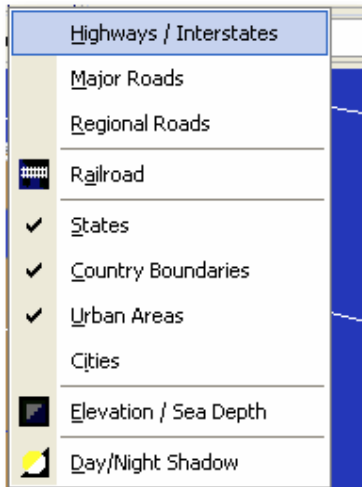 Highways / Interstates
Major Roads
Regional Roads
Railroad
States
Country Boundaries
Urban Areas
Cities
Elevation / Sea Depth
Day/Night Shadow